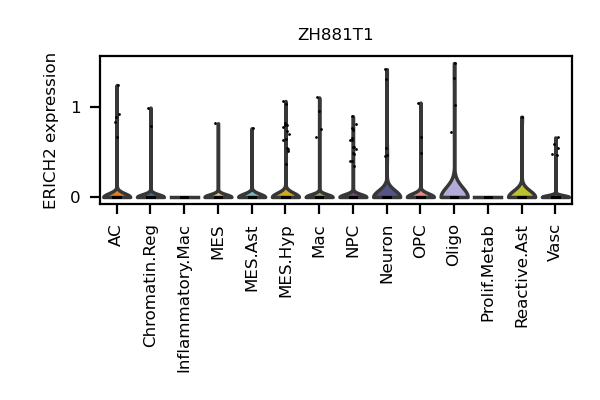 ZH881T1
ERICH2 expression
1
0
AC
Chromatin.Reg
Inflammatory.Mac
MES
MES.Ast
MES.Hyp
Mac
NPC
Neuron
OPC
Oligo
Prolif.Metab
Reactive.Ast
Vasc